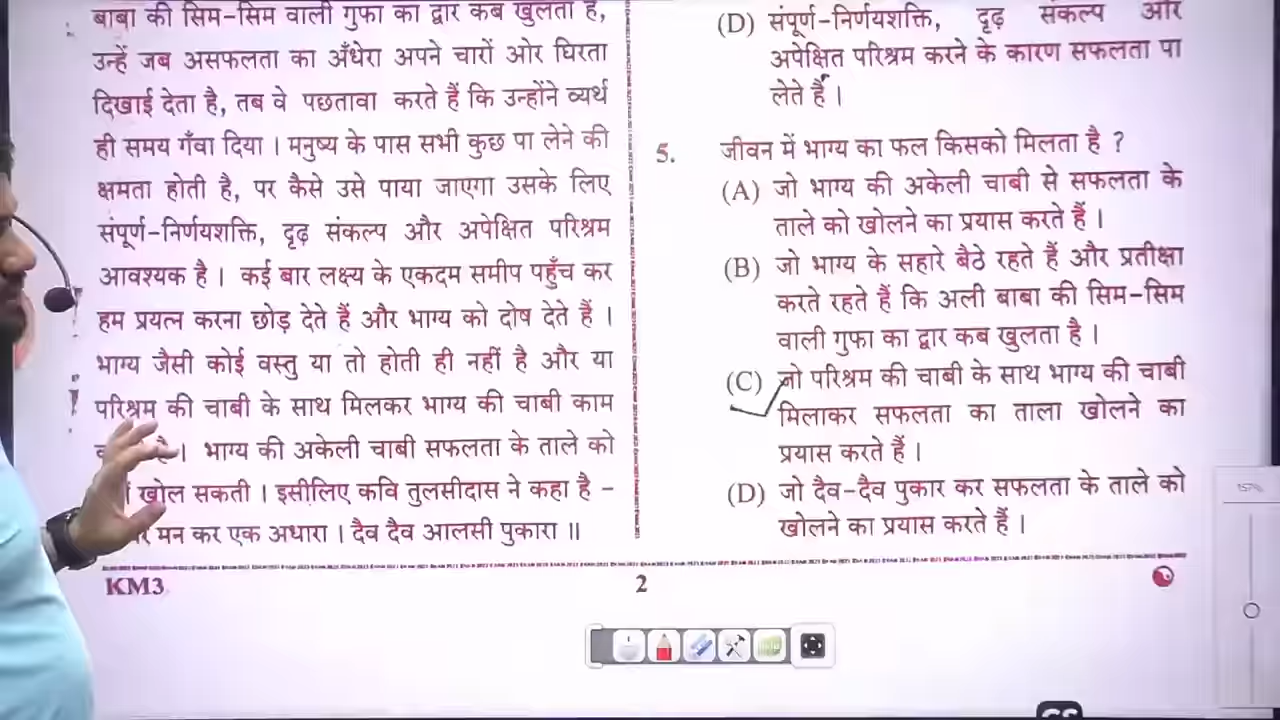 बाबा की सिम-सिम वाली गुफा का द्वार कब खुलता है,
उन्हें जब असफलता का अँधेरा अपने चारों ओर घिरता
दिखाई देता है, तब वे पछतावा करते हैं कि उन्होंने व्यर्थ
ही समय गँवा दिया । मनुष्य के पास सभी कुछ पा लेने की
क्षमता होती है, पर कैसे उसे पाया जाएगा उसके लिए
संपूर्ण-निर्णयशक्ति, दृढ़ संकल्प और अपेक्षित परिश्रम
आवश्यक है । कई बार लक्ष्य के एकदम समीप पहुँच कर
हम प्रयत्न करना छोड़ देते हैं और भाग्य को दोष देते हैं ।
भाग्य जैसी कोई वस्तु या तो होती ही नहीं है और या
परिश्रम की चाबी के साथ मिलकर भाग्य की चाबी काम
है । भाग्य की अकेली चाबी सफलता के ताले को
खोल सकती । इसीलिए कवि तुलसीदास ने कहा है -
मन कर एक अधारा । दैव दैव आलसी पुकारा ॥
KM3
2
(D) संपूर्ण-निर्णयशक्ति, दृढ़ संकल्प और
अपेक्षित परिश्रम करने के कारण सफलता पा
लेते हैं ।
5. जीवन में भाग्य का फल किसको मिलता है ?
(A) जो भाग्य की अकेली चाबी से सफलता के
ताले को खोलने का प्रयास करते हैं ।
(B) जो भाग्य के सहारे बैठे रहते हैं और प्रतीक्षा
करते रहते हैं कि अली बाबा की सिम-सिम
वाली गुफा का द्वार कब खुलता है ।
(C) जो परिश्रम की चाबी के साथ भाग्य की चाबी
मिलाकर सफलता का ताला खोलने का
प्रयास करते हैं ।
(D) जो दैव-दैव पुकार कर सफलता के ताले को
खोलने का प्रयास करते हैं ।